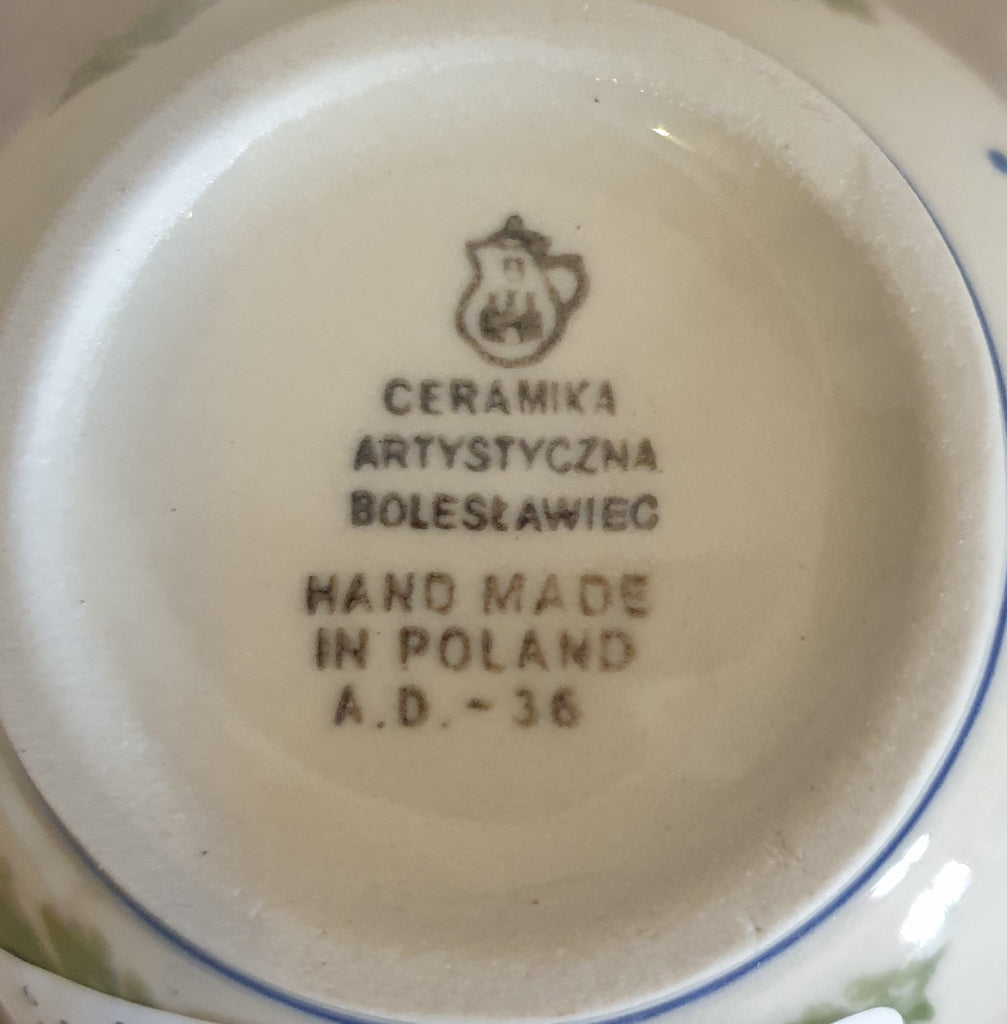 CERAMIKA
ARTYSTYCZNA
BOLESŁAWIEC
HAND MADE
IN POLAND
A.D.-36